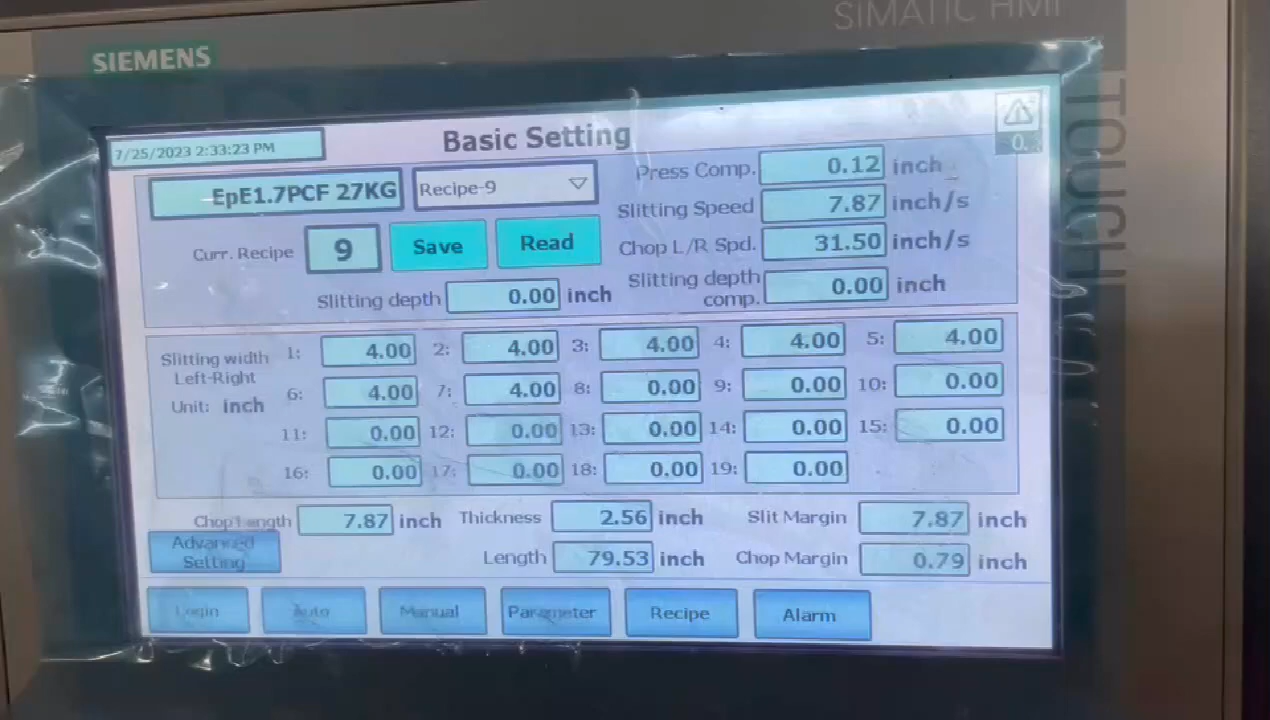 SIMATIC HMI
SIEMENS
TOUCH
7/25/2023 2:33:23 PM
Basic Setting
0.
EpE1.7PCF 27KG
Recipe-9
Press Comp. 0.12 inch
Slitting Speed 7.87 inch/s
Curr. Recipe 9 Save Read
Chop L/R Spd. 31.50 inch/s
Slitting depth 0.00 inch
Slitting depth comp. 0.00 inch
Slitting width
Left-Right
Unit: inch
1: 4.00 2: 4.00 3: 4.00 4: 4.00 5: 4.00
6: 4.00 7: 4.00 8: 0.00 9: 0.00 10: 0.00
11: 0.00 12: 0.00 13: 0.00 14: 0.00 15: 0.00
16: 0.00 17: 0.00 18: 0.00 19: 0.00
Chop Length 7.87 inch Thickness 2.56 inch Slit Margin 7.87 inch
Advanced
Setting
Length 79.53 inch Chop Margin 0.79 inch
Login Auto Manual Parameter Recipe Alarm